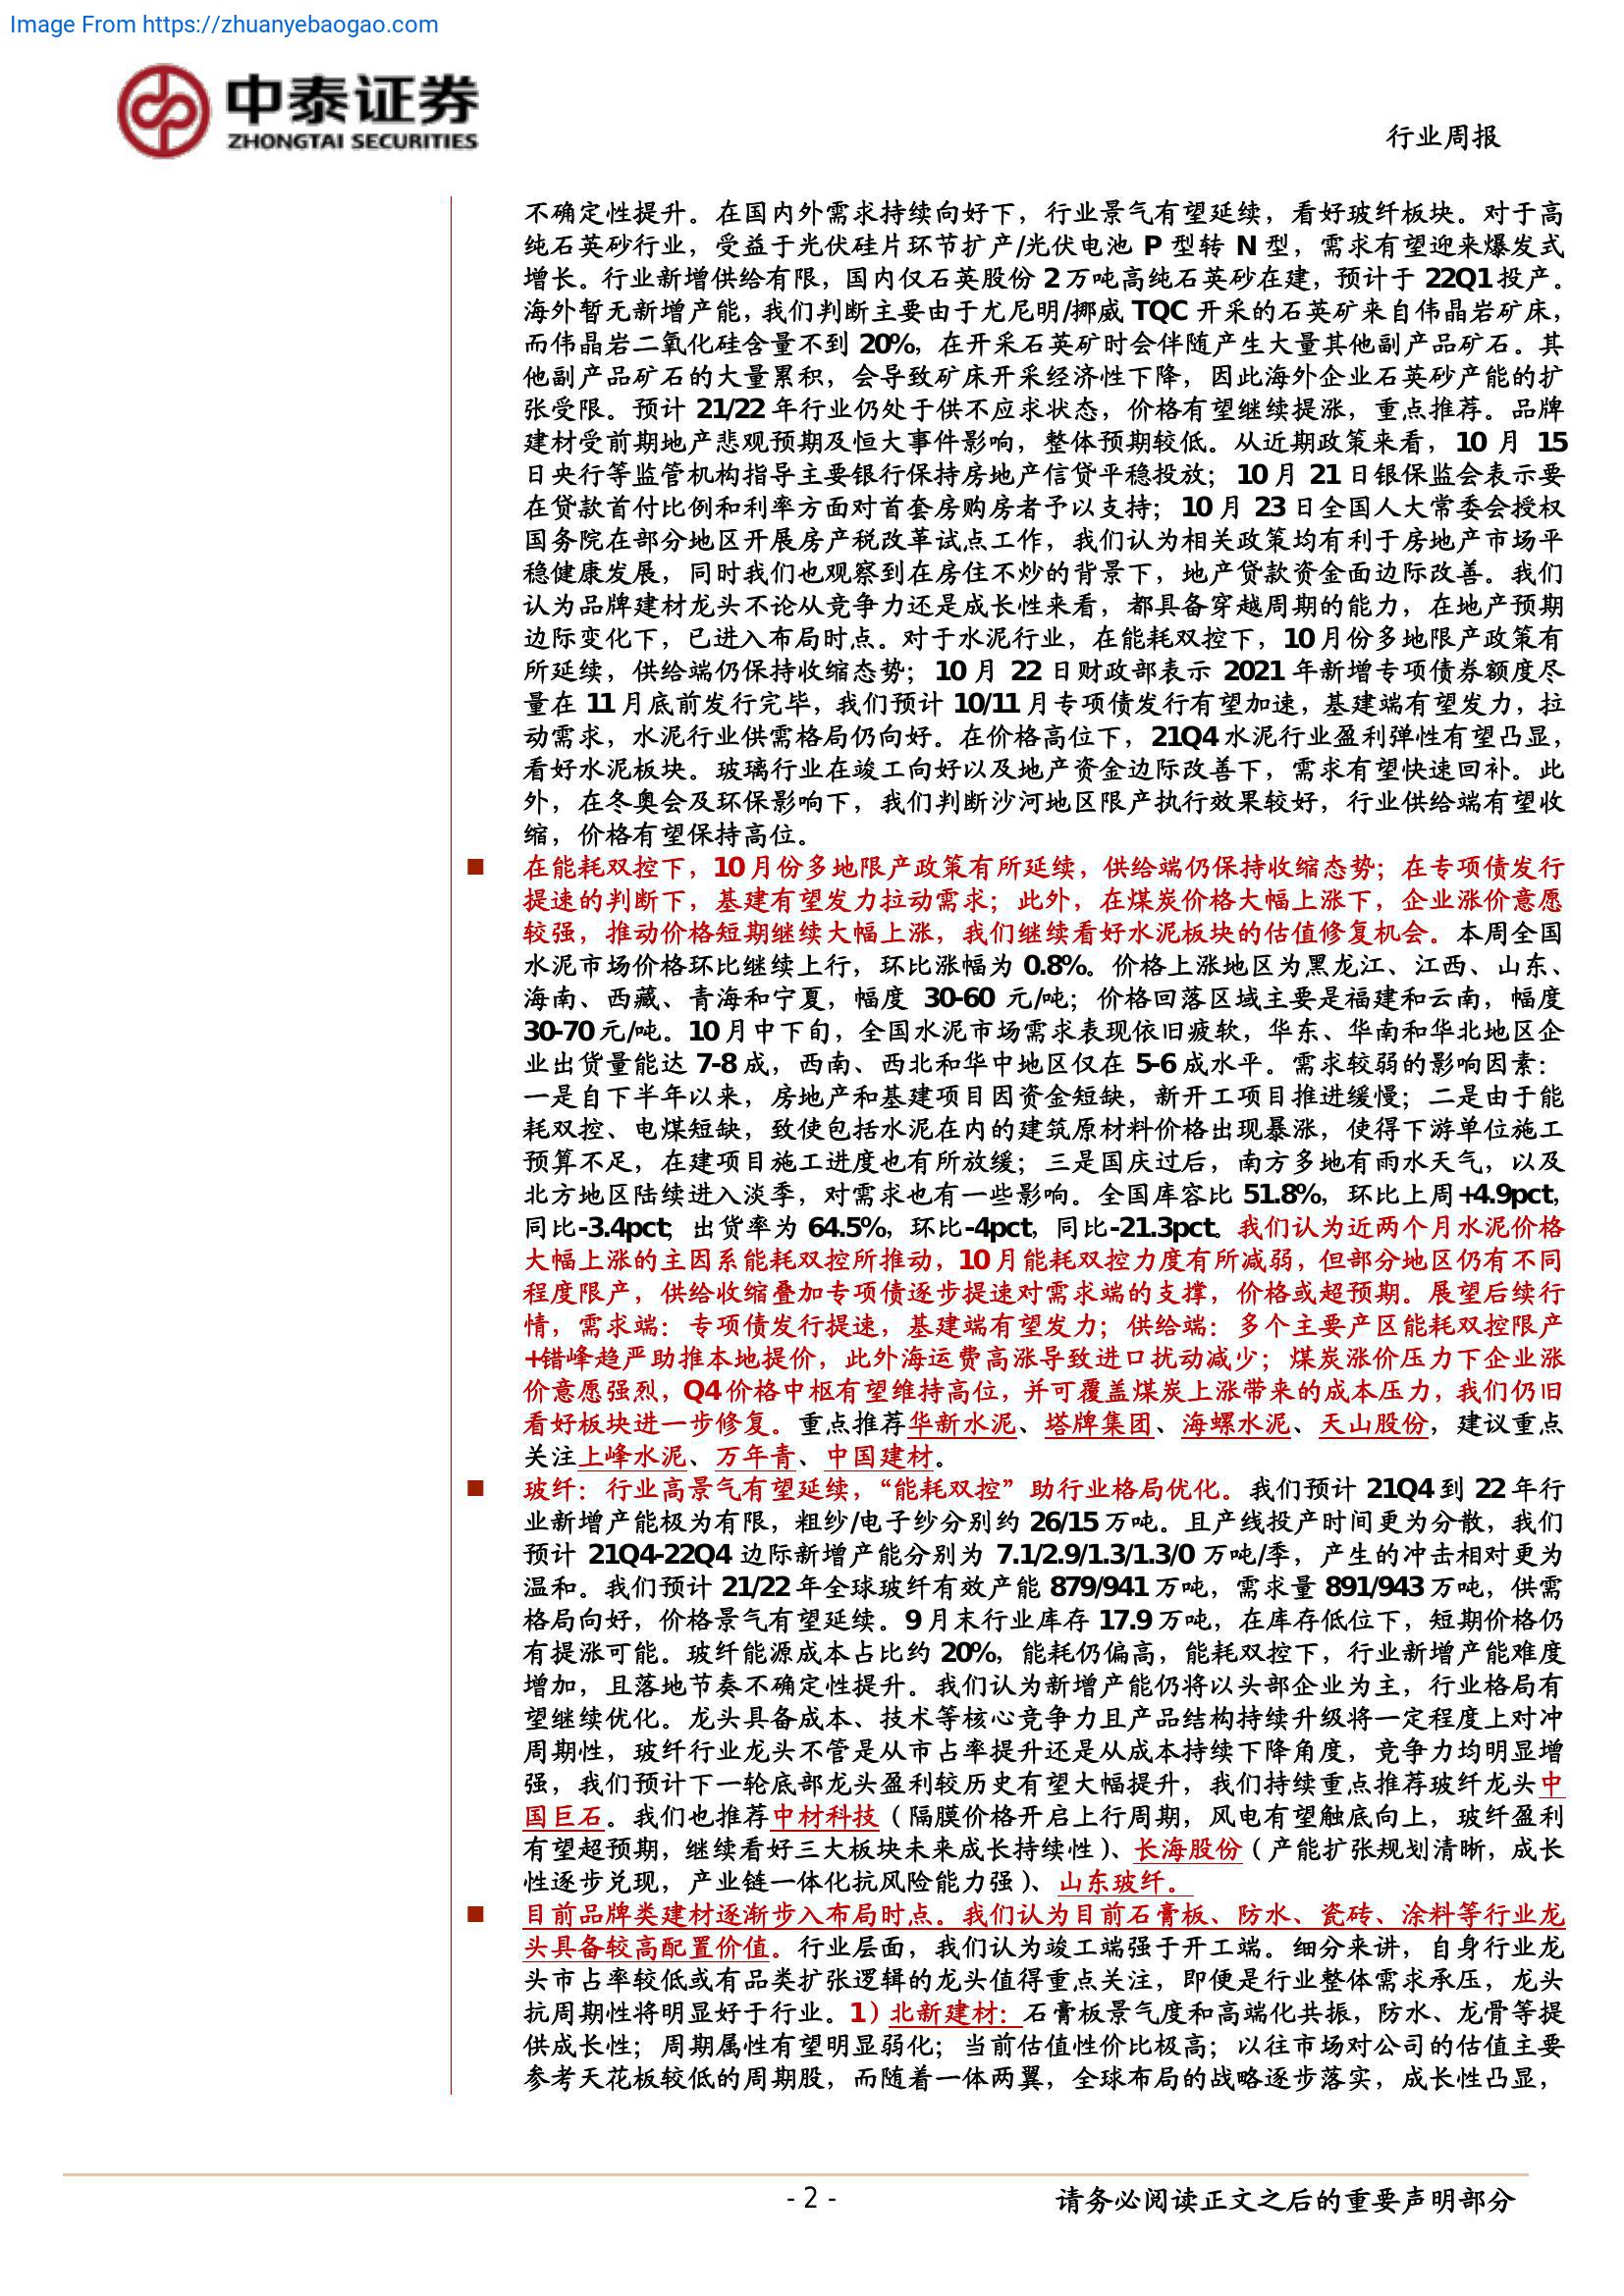 Image From https://zhuanyebaogao.com
中泰证券
ZHONGTAI SECURITIES
行业周报
不确定性提升。在国内外需求持续向好下，行业景气有望延续，看好玻纤板块。对于高
纯石英砂行业，受益于光伏硅片环节扩产/光伏电池 P 型转 N 型，需求有望迎来爆发式
增长。行业新增供给有限，国内仅石英股份 2 万吨高纯石英砂在建，预计于 22Q1 投产。
海外暂无新增产能，我们判断主要由于尤尼明/挪威 TQC 开采的石英矿来自伟晶岩矿床，
而伟晶岩二氧化硅含量不到 20%，在开采石英矿时会伴随产生大量其他副产品矿石。其
他副产品矿石的大量累积，会导致矿床开采经济性下降，因此海外企业石英砂产能的扩
张受限。预计 21/22 年行业仍处于供不应求状态，价格有望继续提涨，重点推荐。品牌
建材受前期地产悲观预期及恒大事件影响，整体预期较低。从近期政策来看，10 月 15
日央行等监管机构指导主要银行保持房地产信贷平稳投放；10 月 21 日银保监会表示要
在贷款首付比例和利率方面对首套房购房者予以支持；10 月 23 日全国人大常委会授权
国务院在部分地区开展房产税改革试点工作，我们认为相关政策均有利于房地产市场平
稳健康发展，同时我们也观察到在房住不炒的背景下，地产贷款资金面边际改善。我们
认为品牌建材龙头不论从竞争力还是成长性来看，都具备穿越周期的能力，在地产预期
边际变化下，已进入布局时点。对于水泥行业，在能耗双控下，10 月份多地限产政策有
所延续，供给端仍保持收缩态势；10 月 22 日财政部表示 2021 年新增专项债券额度尽
量在 11 月底前发行完毕，我们预计 10/11 月专项债发行有望加速，基建端有望发力，拉
动需求，水泥行业供需格局仍向好。在价格高位下，21Q4 水泥行业盈利弹性有望凸显，
看好水泥板块。玻璃行业在竣工向好以及地产资金边际改善下，需求有望快速回补。此
外，在冬奥会及环保影响下，我们判断沙河地区限产执行效果较好，行业供给端有望收
缩，价格有望保持高位。
■ 在能耗双控下，10 月份多地限产政策有所延续，供给端仍保持收缩态势；在专项债发行
提速的判断下，基建有望发力拉动需求；此外，在煤炭价格大幅上涨下，企业涨价意愿
较强，推动价格短期继续大幅上涨，我们继续看好水泥板块的估值修复机会。本周全国
水泥市场价格环比继续上行，环比涨幅为 0.8%。价格上涨地区为黑龙江、江西、山东、
海南、西藏、青海和宁夏，幅度 30-60 元/吨；价格回落区域主要是福建和云南，幅度
30-70 元/吨。10 月中下旬，全国水泥市场需求表现依旧疲软，华东、华南和华北地区企
业出货量能达 7-8 成，西南、西北和华中地区仅在 5-6 成水平。需求较弱的影响因素：
一是自下半年以来，房地产和基建项目因资金短缺，新开工项目推进缓慢；二是由于能
耗双控、电煤短缺，致使包括水泥在内的建筑原材料价格出现暴涨，使得下游单位施工
预算不足，在建项目施工进度也有所放缓；三是国庆过后，南方多地有雨水天气，以及
北方地区陆续进入淡季，对需求也有一些影响。全国库容比 51.8%，环比上周+4.9pct，
同比-3.4pct；出货率为 64.5%，环比-4pct，同比-21.3pct。我们认为近两个月水泥价格
大幅上涨的主因系能耗双控所推动，10 月能耗双控力度有所减弱，但部分地区仍有不同
程度限产，供给收缩叠加专项债逐步提速对需求端的支撑，价格或超预期。展望后续行
情，需求端：专项债发行提速，基建端有望发力；供给端：多个主要产区能耗双控限产
+错峰趋严助推本地提价，此外海运费高涨导致进口扰动减少；煤炭涨价压力下企业涨
价意愿强烈，Q4 价格中枢有望维持高位，并可覆盖煤炭上涨带来的成本压力，我们仍旧
看好板块进一步修复。重点推荐华新水泥、塔牌集团、海螺水泥、天山股份，建议重点
关注上峰水泥、万年青、中国建材。
■ 玻纤：行业高景气有望延续，“能耗双控”助行业格局优化。我们预计 21Q4 到 22 年行
业新增产能极为有限，粗纱/电子纱分别约 26/15 万吨。且产线投产时间更为分散，我们
预计 21Q4-22Q4 边际新增产能分别为 7.1/2.9/1.3/1.3/0 万吨/季，产生的冲击相对更为
温和。我们预计 21/22 年全球玻纤有效产能 879/941 万吨，需求量 891/943 万吨，供需
格局向好，价格景气有望延续。9 月末行业库存 17.9 万吨，在库存低位下，短期价格仍
有提涨可能。玻纤能源成本占比约 20%，能耗仍偏高，能耗双控下，行业新增产能难度
增加，且落地节奏不确定性提升。我们认为新增产能仍将以头部企业为主，行业格局有
望继续优化。龙头具备成本、技术等核心竞争力且产品结构持续升级将一定程度上对冲
周期性，玻纤行业龙头不管是从市占率提升还是从成本持续下降角度，竞争力均明显增
强，我们预计下一轮底部龙头盈利较历史有望大幅提升，我们持续重点推荐玻纤龙头中
国巨石。我们也推荐中材科技（隔膜价格开启上行周期，风电有望触底向上，玻纤盈利
有望超预期，继续看好三大板块未来成长持续性）、长海股份（产能扩张规划清晰，成长
性逐步兑现，产业链一体化抗风险能力强）、山东玻纤。
■ 目前品牌类建材逐渐步入布局时点。我们认为目前石膏板、防水、瓷砖、涂料等行业龙
头具备较高配置价值。行业层面，我们认为竣工端强于开工端。细分来讲，自身行业龙
头市占率较低或有品类扩张逻辑的龙头值得重点关注，即便是行业整体需求承压，龙头
抗周期性将明显好于行业。1）北新建材：石膏板景气度和高端化共振，防水、龙骨等提
供成长性；周期属性有望明显弱化；当前估值性价比极高；以往市场对公司的估值主要
参考天花板较低的周期股，而随着一体两翼，全球布局的战略逐步落实，成长性凸显，
- 2 -
请务必阅读正文之后的重要声明部分